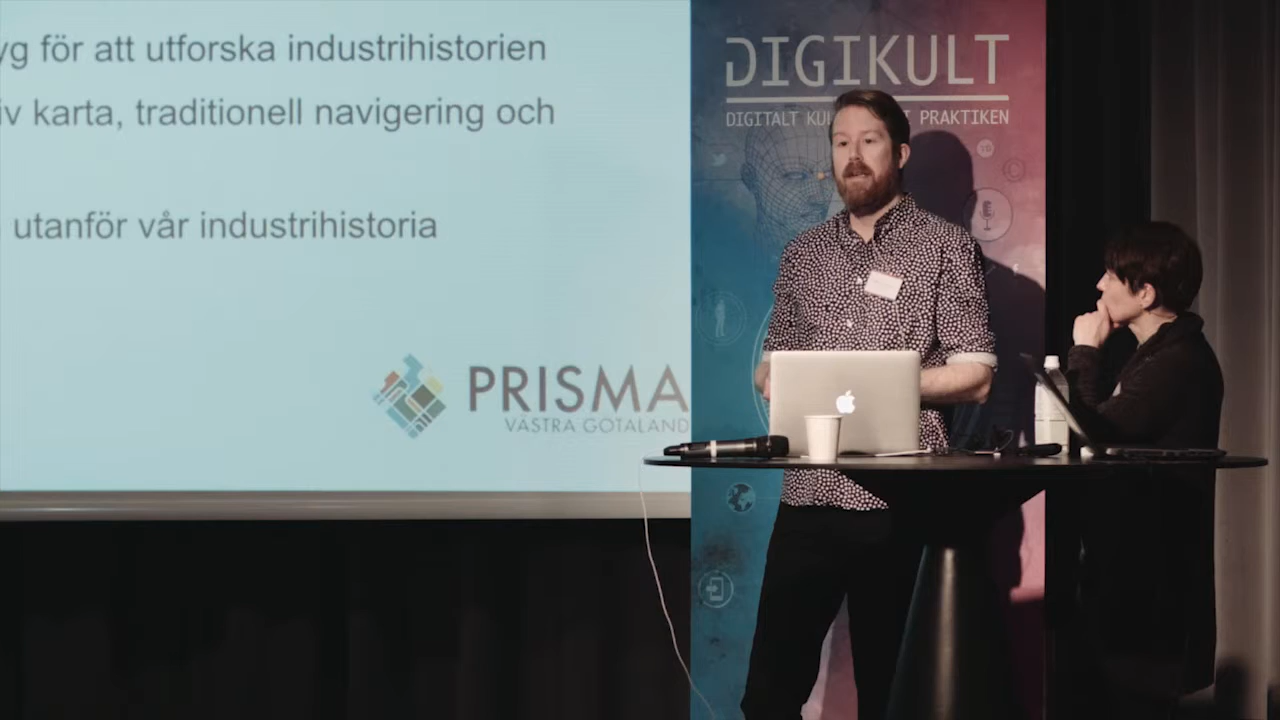 yg för att utforska industrihistorien
iv karta, traditionell navigering och
utanför vår industrihistoria
PRISMA
VÄSTRA GÖTALAND
DIGIKULT
DIGITALT KUL I PRAKTIKEN